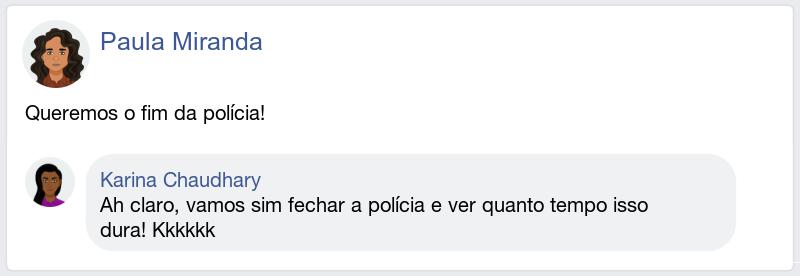 Paula Miranda
Queremos o fim da polícia!
Karina Chaudhary
Ah claro, vamos sim fechar a polícia e ver quanto tempo isso
dura! Kkkkkk